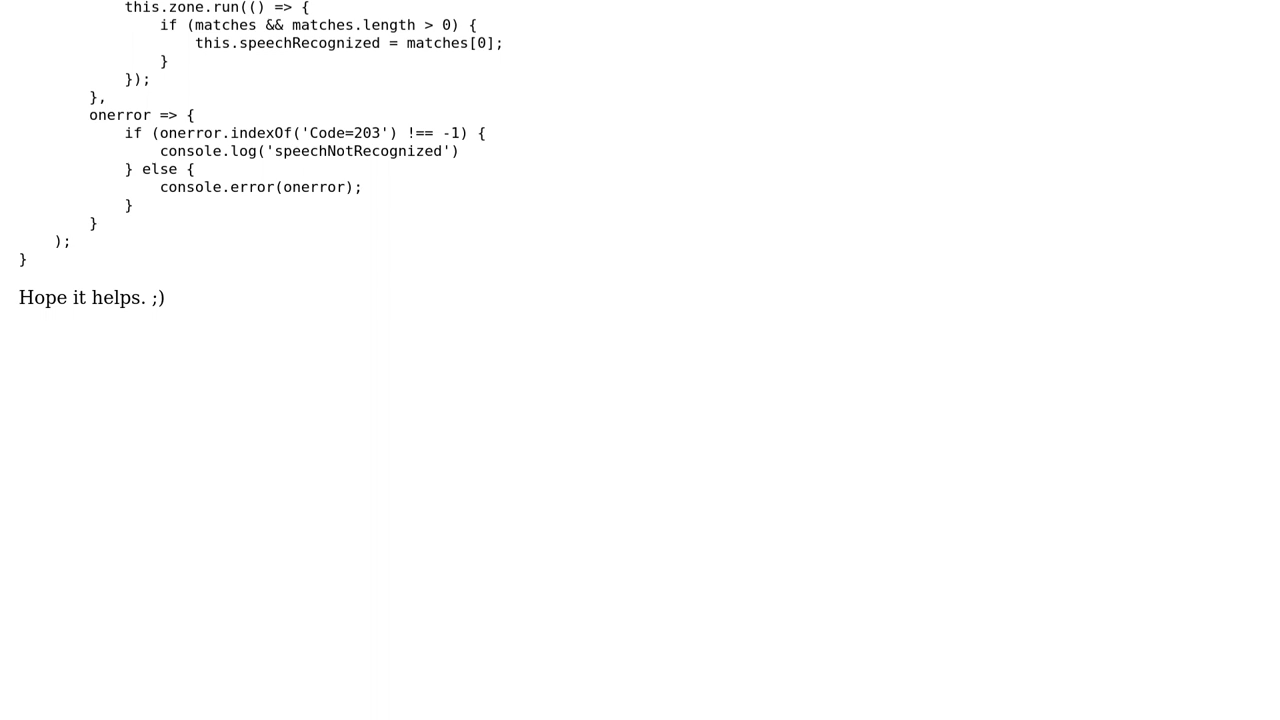 this.zone.run(() => {
if (matches && matches.length > 0) {
this.speechRecognized = matches[0];
}
});
},
onerror => {
if (onerror.indexOf('Code=203') !== -1) {
console.log('speechNotRecognized')
} else {
console.error(onerror);
}
}
);
}
Hope it helps. ;)